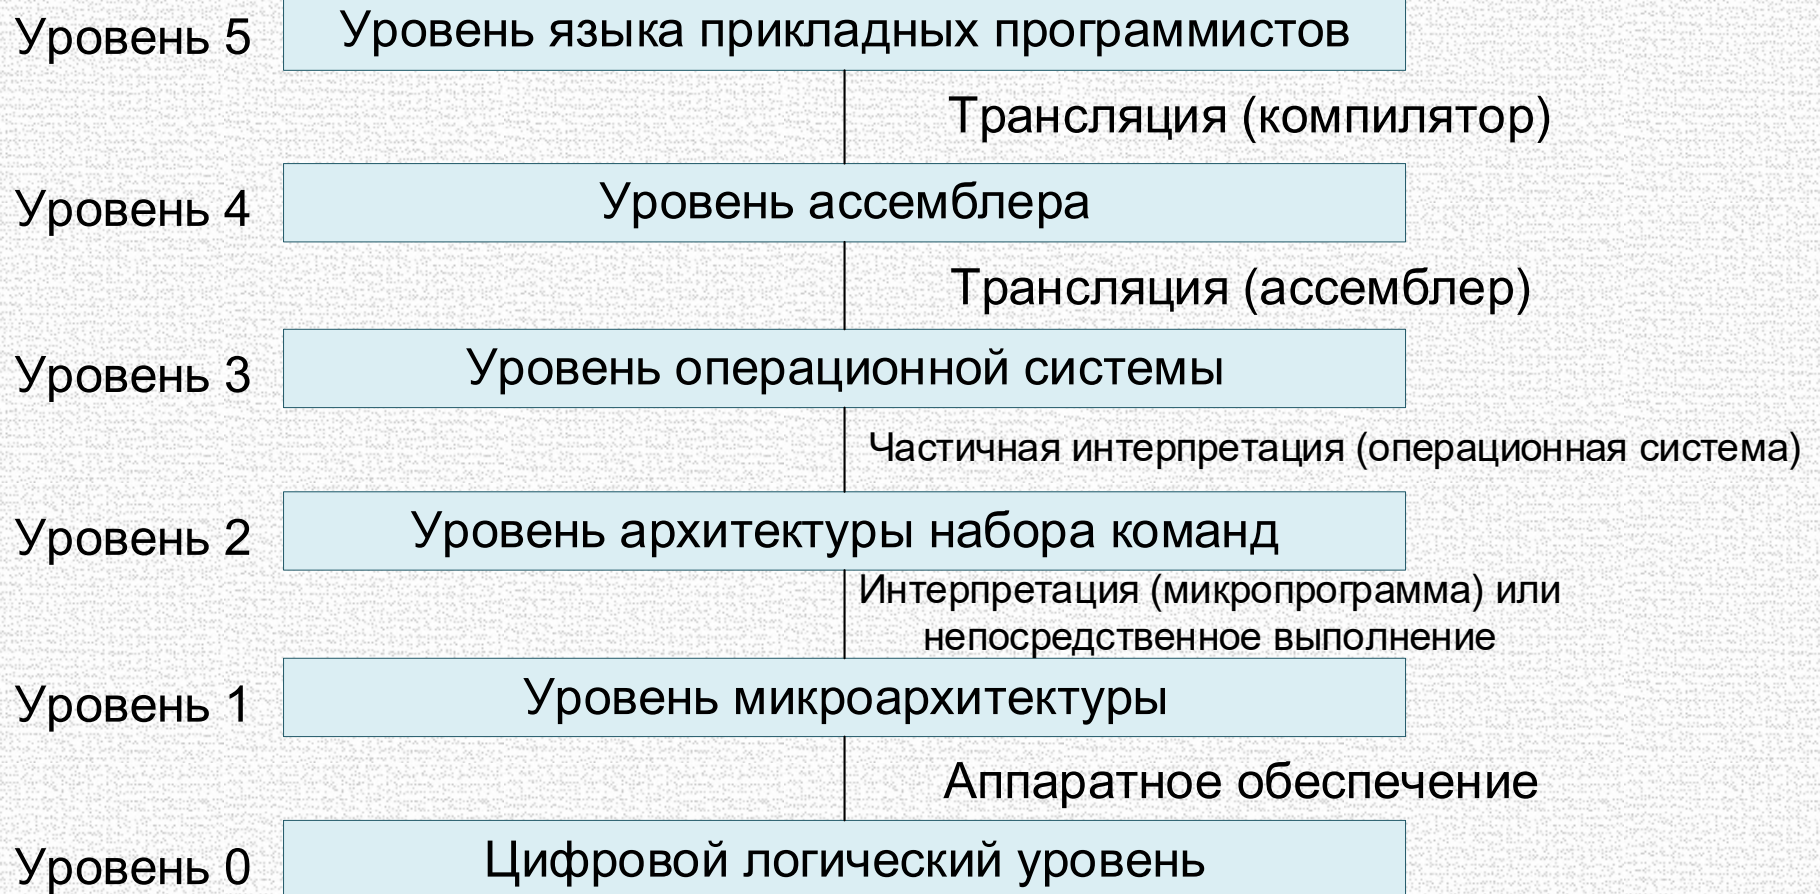 Уровень 5
Уровень языка прикладных программистов
Трансляция (компилятор)
Уровень 4
Уровень ассемблера
Трансляция (ассемблер)
Уровень 3
Уровень операционной системы
Частичная интерпретация (операционная система)
Уровень 2
Уровень архитектуры набора команд
Интерпретация (микропрограмма) или
непосредственное выполнение
Уровень 1
Уровень микроархитектуры
Аппаратное обеспечение
Уровень 0
Цифровой логический уровень